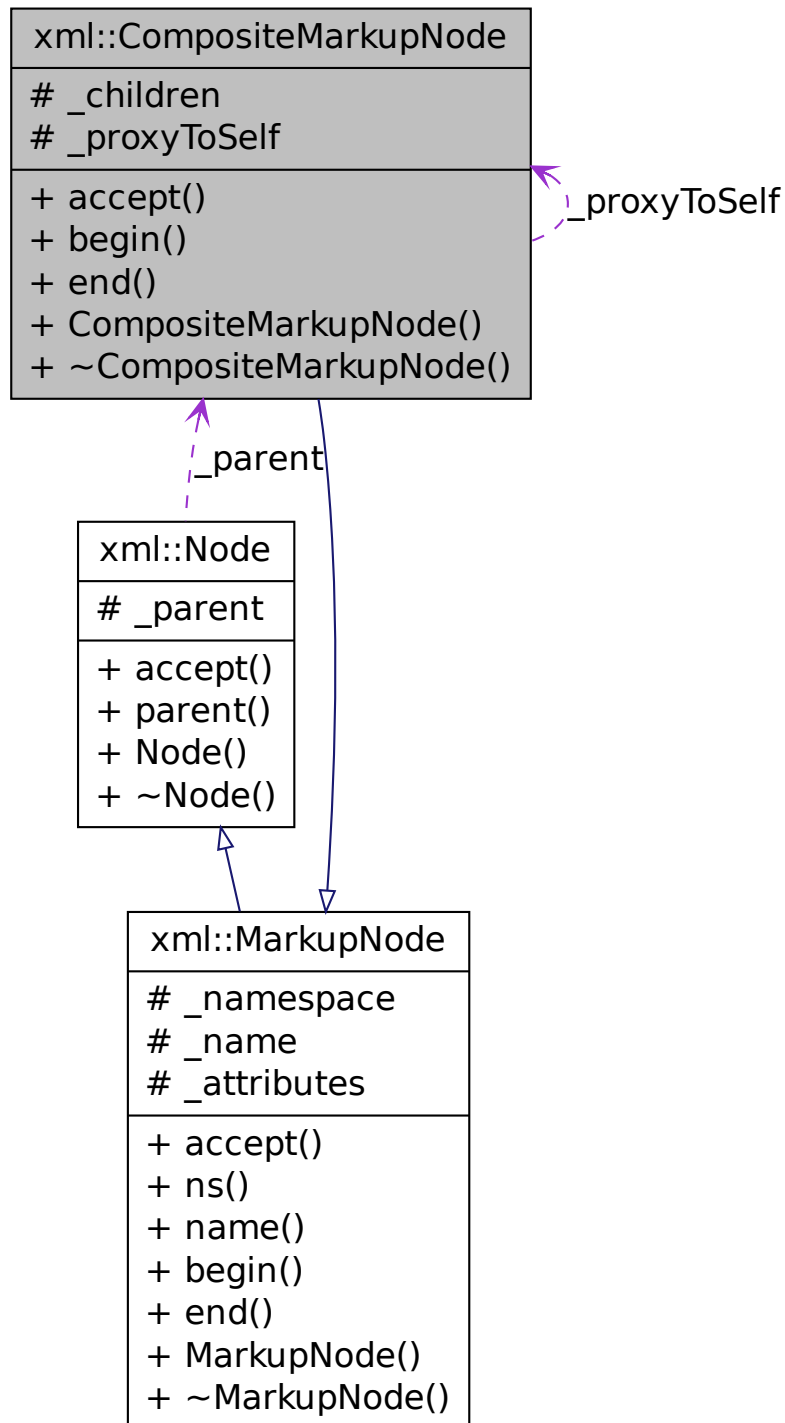 xml::CompositeMarkupNode
# _children
# _proxyToSelf
+ accept()
+ begin()
+ end()
+ CompositeMarkupNode()
+ ~CompositeMarkupNode()
_proxyToSelf
_parent
xml::Node
# _parent
+ accept()
+ parent()
+ Node()
+ ~Node()
xml::MarkupNode
# _namespace
# _name
# _attributes
+ accept()
+ ns()
+ name()
+ begin()
+ end()
+ MarkupNode()
+ ~MarkupNode()